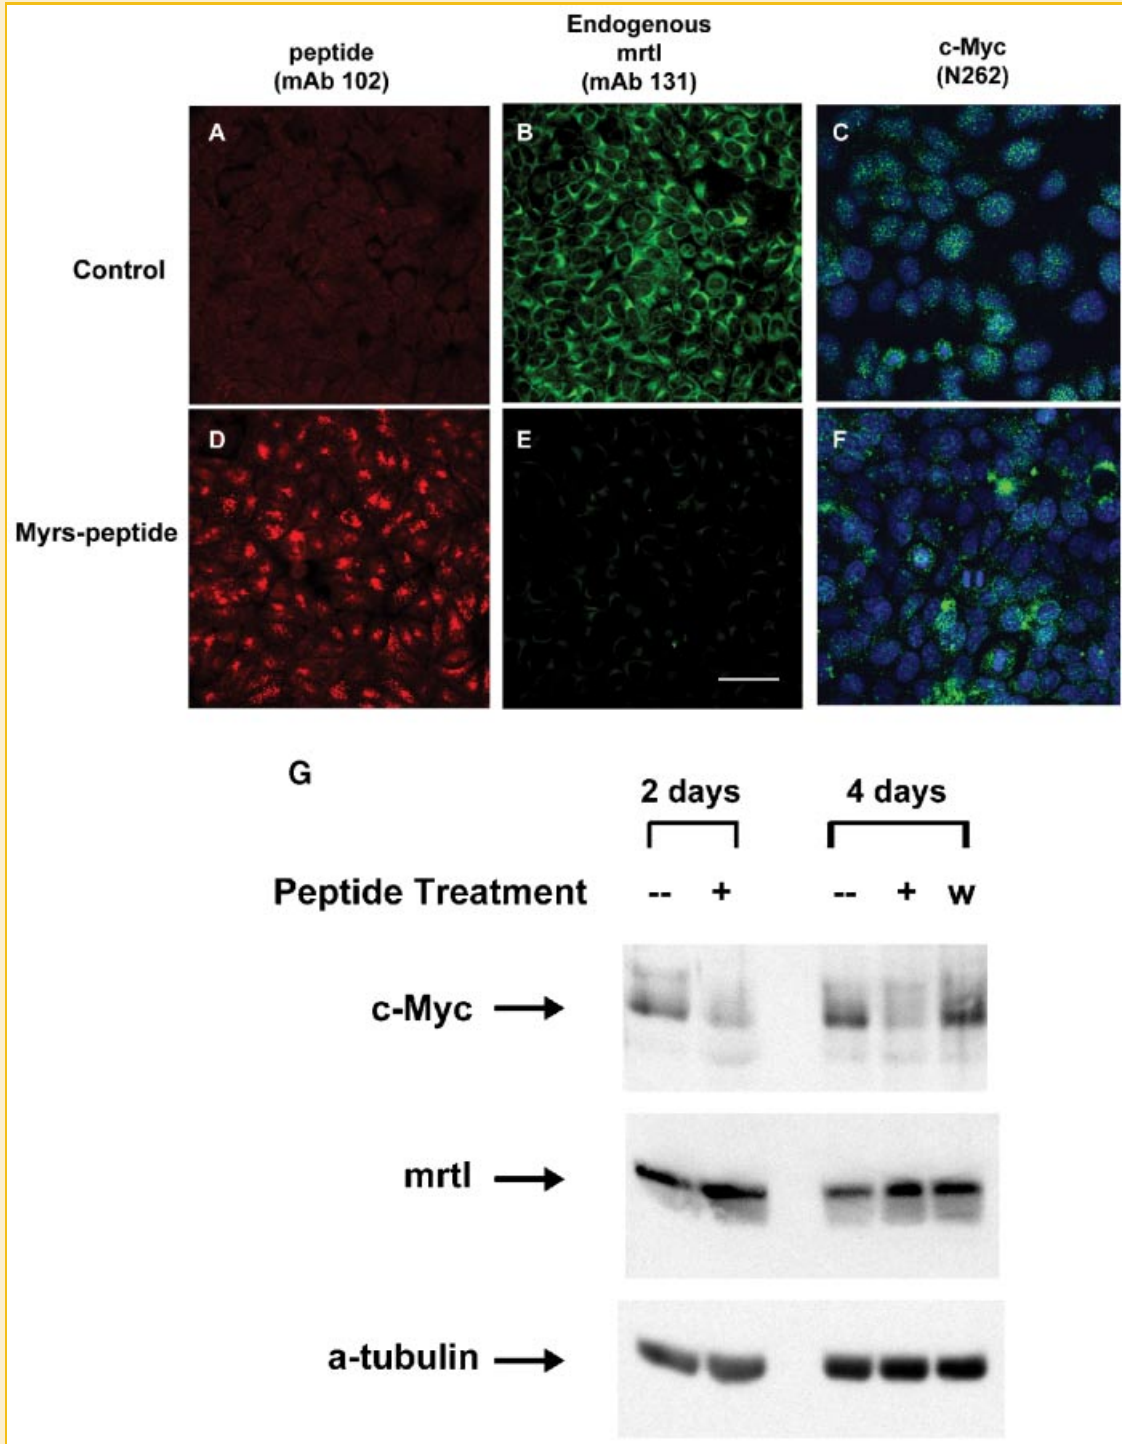 peptide
(mAb 102)
Endogenous
mrtl
(mAb 131)
c-Myc
(N262)
Control
A
B
C
Myrs-peptide
D
E
F
G
2 days
4 days
Peptide Treatment -- + -- + w
c-Myc
mrtl
a-tubulin